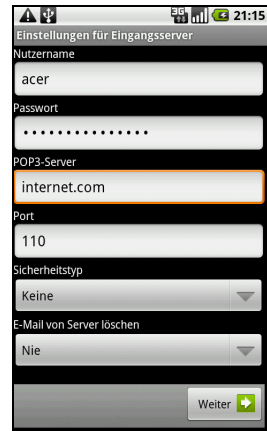 3G 21:15
Einstellungen für Eingangsserver
Nutzername
acer
Passwort
•••••••••••••••
POP3-Server
internet.com
Port
110
Sicherheitstyp
Keine
E-Mail von Server löschen
Nie
Weiter